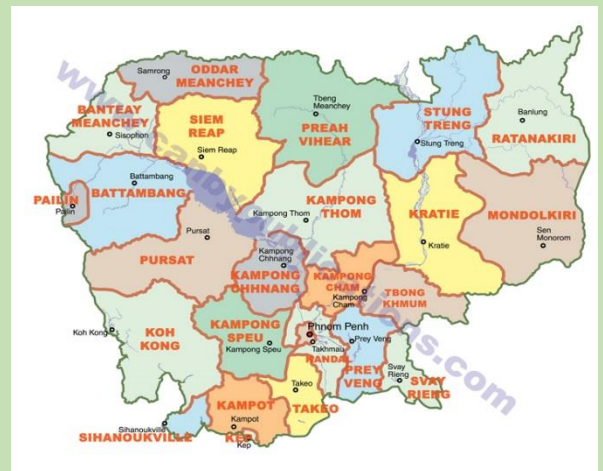 Samrong
ODDAR
MEANCHEY
BANTEAY
MEANCHEY
Sisophon
SIEM
REAP
Siem Reap
Tbeng
Meanchey
PREAH
VIHEAR
STUNG
TRENG
Stung Treng
Banlung
RATANAKIRI
PAILIN
Pailin
Battambang
BATTAMBANG
KAMPONG
THOM
Kampong Thom
KRATIE
Kratie
MONDOLKIRI
Sen
Monorom
Pursat
PURSAT
Kampong
Chhnang
KAMPONG
CHHNANG
KAMPONG
CHAM
Kampong
Cham
TBONG
KHMUM
Koh Kong
KOH
KONG
KAMPONG
SPEU
Kampong Speu
Phnom Penh
Takhmau
KANDAL
Prey Veng
PREY
VENG
Svay
Rieng
SVAY
RIENG
Takeo
TAKEO
KAMPOT
Kampot
Sihanoukville
SIHANOUKVILLE
KEP
Kep